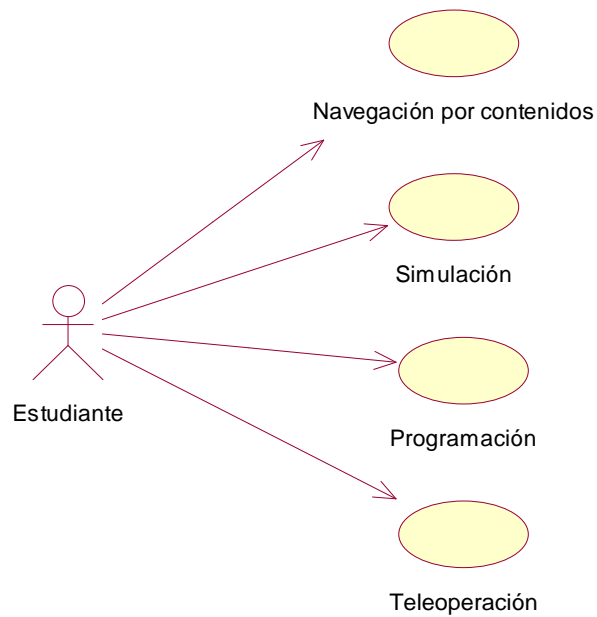 Navegación por contenidos
Simulación
Estudiante
Programación
Teleoperación